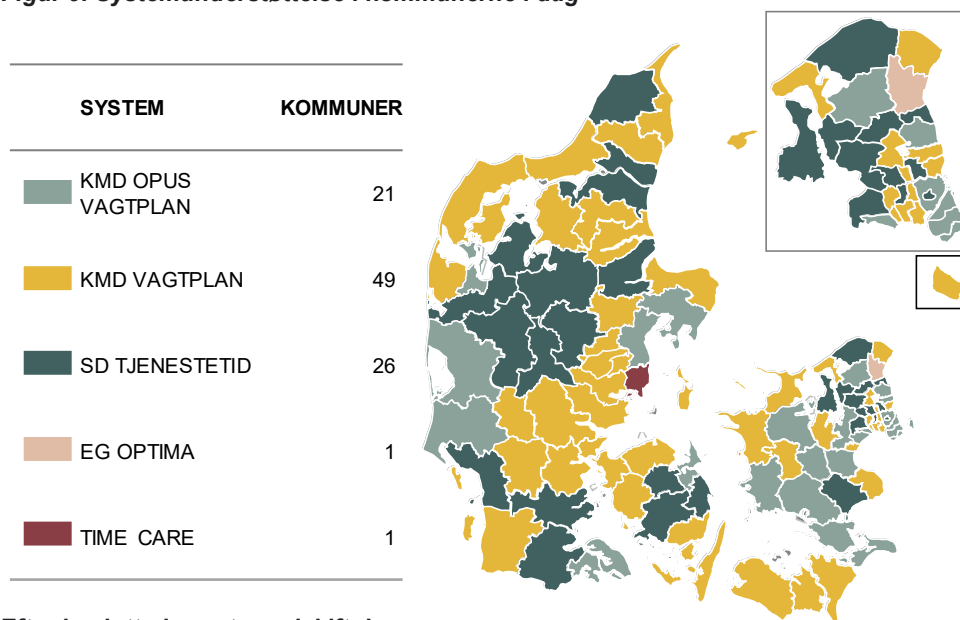 SYSTEM KOMMUNER
KMD OPUS
VAGTPLAN 21
KMD VAGTPLAN 49
SD TJENESTETID 26
EG OPTIMA 1
TIME CARE 1